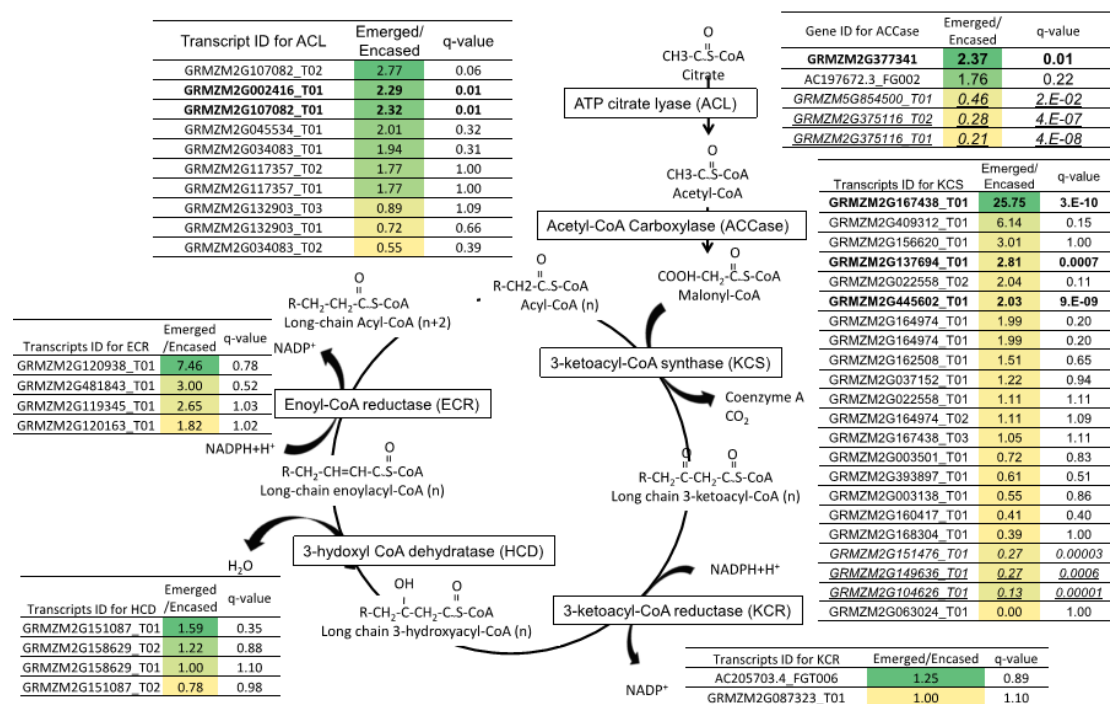 Transcript ID for ACL Emerged/ Encased q-value
GRMZM2G107082_T02 2.77 0.06
GRMZM2G002416_T01 2.29 0.01
GRMZM2G107082_T01 2.32 0.01
GRMZM2G045534_T01 2.01 0.32
GRMZM2G034083_T01 1.94 0.31
GRMZM2G117357_T02 1.77 1.00
GRMZM2G117357_T01 1.77 1.00
GRMZM2G132903_T03 0.89 1.09
GRMZM2G132903_T01 0.72 0.66
GRMZM2G034083_T02 0.55 0.39
O
CH3-C.S-CoA
Citrate
ATP citrate lyase (ACL)
O
CH3-C.S-CoA
Acetyl-CoA
Acetyl-CoA Carboxylase (ACCase)
O
COOH-CH₂-C.S-CoA
Malonyl-CoA
Gene ID for ACCase Emerged/ Encased q-value
GRMZM2G377341 2.37 0.01
AC197672.3_FG002 1.76 0.22
GRMZM5G854500_T01 0.46 2.E-02
GRMZM2G375116_T02 0.28 4.E-07
GRMZM2G375116_T01 0.21 4.E-08
Transcripts ID for KCS Emerged/ Encased q-value
GRMZM2G167438_T01 25.75 3.E-10
GRMZM2G409312_T01 6.14 0.15
GRMZM2G156620_T01 3.01 1.00
GRMZM2G137694_T01 2.81 0.0007
GRMZM2G022558_T02 2.04 0.11
GRMZM2G445602_T01 2.03 9.E-09
GRMZM2G164974_T01 1.99 0.20
GRMZM2G164974_T01 1.99 0.20
GRMZM2G162508_T01 1.51 0.65
GRMZM2G037152_T01 1.22 0.94
GRMZM2G022558_T01 1.11 1.11
GRMZM2G164974_T02 1.11 1.09
GRMZM2G167438_T03 1.05 1.11
GRMZM2G003501_T01 0.72 0.83
GRMZM2G393897_T01 0.61 0.51
GRMZM2G003138_T01 0.55 0.86
GRMZM2G160417_T01 0.41 0.40
GRMZM2G168304_T01 0.39 1.00
GRMZM2G151476_T01 0.27 0.00003
GRMZM2G149636_T01 0.27 0.0006
GRMZM2G104626_T01 0.13 0.00001
GRMZM2G063024_T01 0.00 1.00
O
R-CH2-C.S-CoA
Acyl-CoA (n)
O
R-CH₂-CH₂-C.S-CoA
Long-chain Acyl-CoA (n+2)
3-ketoacyl-CoA synthase (KCS)
Coenzyme A
CO₂
Transcripts ID for ECR Emerged /Encased q-value
GRMZM2G120938_T01 7.46 0.78
GRMZM2G481843_T01 3.00 0.52
GRMZM2G119345_T01 2.65 1.03
GRMZM2G120163_T01 1.82 1.02
NADP⁺
Enoyl-CoA reductase (ECR)
NADPH+H⁺
O
R-CH₂-CH=CH-C.S-CoA
Long-chain enoylacyl-CoA (n)
O O
R-CH₂-C-CH₂-C.S-CoA
Long chain 3-ketoacyl-CoA (n)
3-hydoxyl CoA dehydratase (HCD)
H₂O
OH O
R-CH₂-C-CH₂-C.S-CoA
Long chain 3-hydroxyacyl-CoA (n)
NADPH+H⁺
3-ketoacyl-CoA reductase (KCR)
NADP⁺
Transcripts ID for HCD Emerged /Encased q-value
GRMZM2G151087_T01 1.59 0.35
GRMZM2G158629_T02 1.22 0.88
GRMZM2G158629_T01 1.00 1.10
GRMZM2G151087_T02 0.78 0.98
Transcripts ID for KCR Emerged/Encased q-value
AC205703.4_FGT006 1.25 0.89
GRMZM2G087323_T01 1.00 1.10